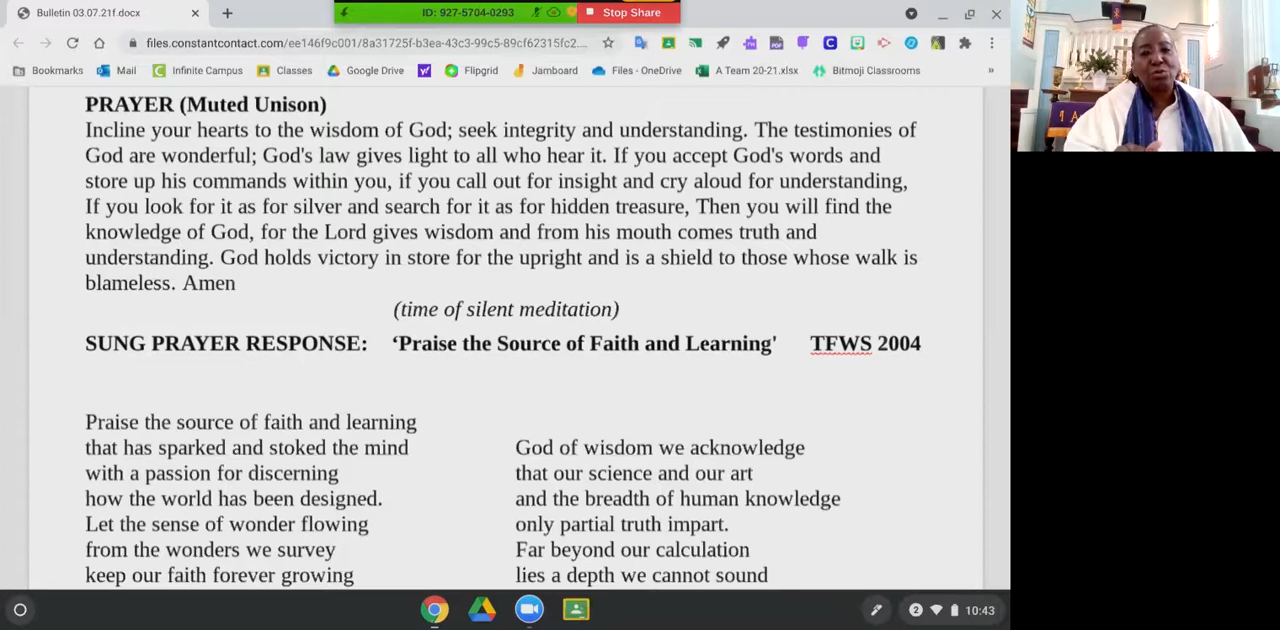 Bulletin 03.07.21f.docx
ID: 927-5704-0293
Stop Share
files.constantcontact.com/ee146f9c001/8a31725f-b3ea-43c3-99c5-89cf62315fc2....
Bookmarks Mail Infinite Campus Classes Google Drive Flipgrid Jamboard Files - OneDrive A Team 20-21.xlsx Bitmoji Classrooms »
PRAYER (Muted Unison)
Incline your hearts to the wisdom of God; seek integrity and understanding. The testimonies of
God are wonderful; God's law gives light to all who hear it. If you accept God's words and
store up his commands within you, if you call out for insight and cry aloud for understanding,
If you look for it as for silver and search for it as for hidden treasure, Then you will find the
knowledge of God, for the Lord gives wisdom and from his mouth comes truth and
understanding. God holds victory in store for the upright and is a shield to those whose walk is
blameless. Amen
(time of silent meditation)
SUNG PRAYER RESPONSE: ‘Praise the Source of Faith and Learning' TFWS 2004
Praise the source of faith and learning
that has sparked and stoked the mind
with a passion for discerning
how the world has been designed.
Let the sense of wonder flowing
from the wonders we survey
keep our faith forever growing
God of wisdom we acknowledge
that our science and our art
and the breadth of human knowledge
only partial truth impart.
Far beyond our calculation
lies a depth we cannot sound
2 10:43